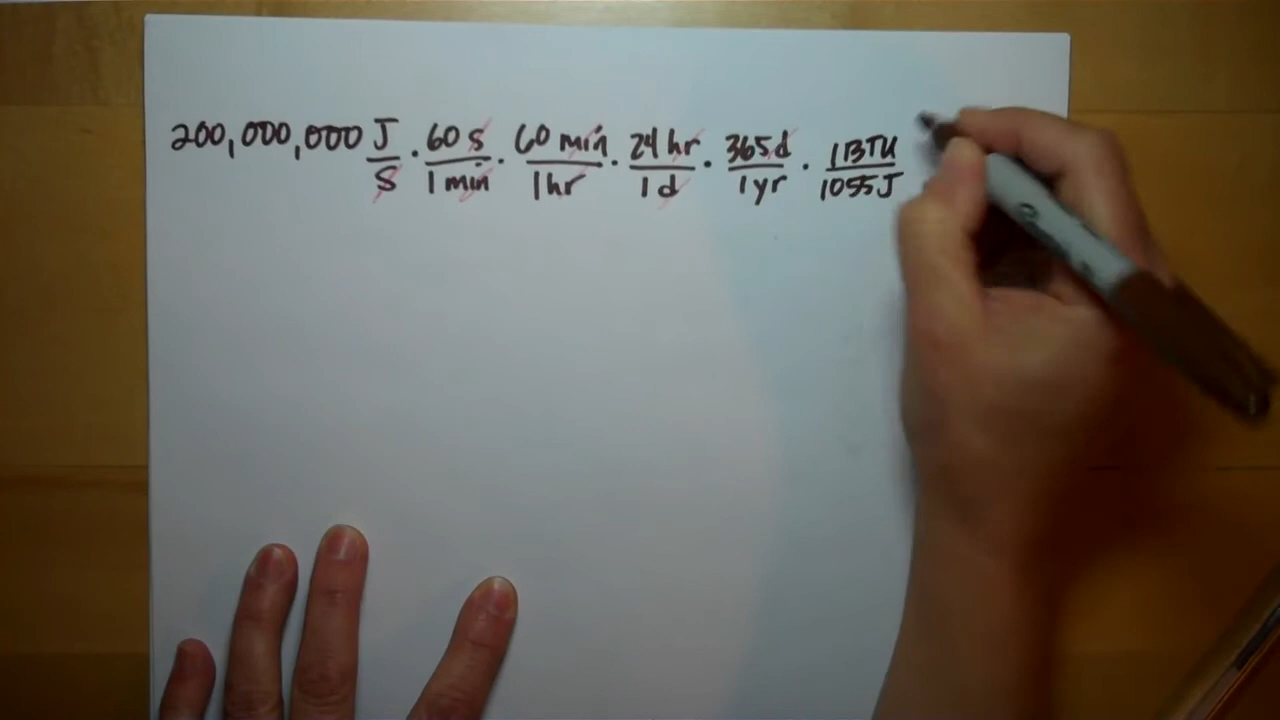 200,000,000 J/S · 60 s/1 min · 60 min/1 hr · 24 hr/1 d · 365 d/1 yr · 1 BTU/1055 J